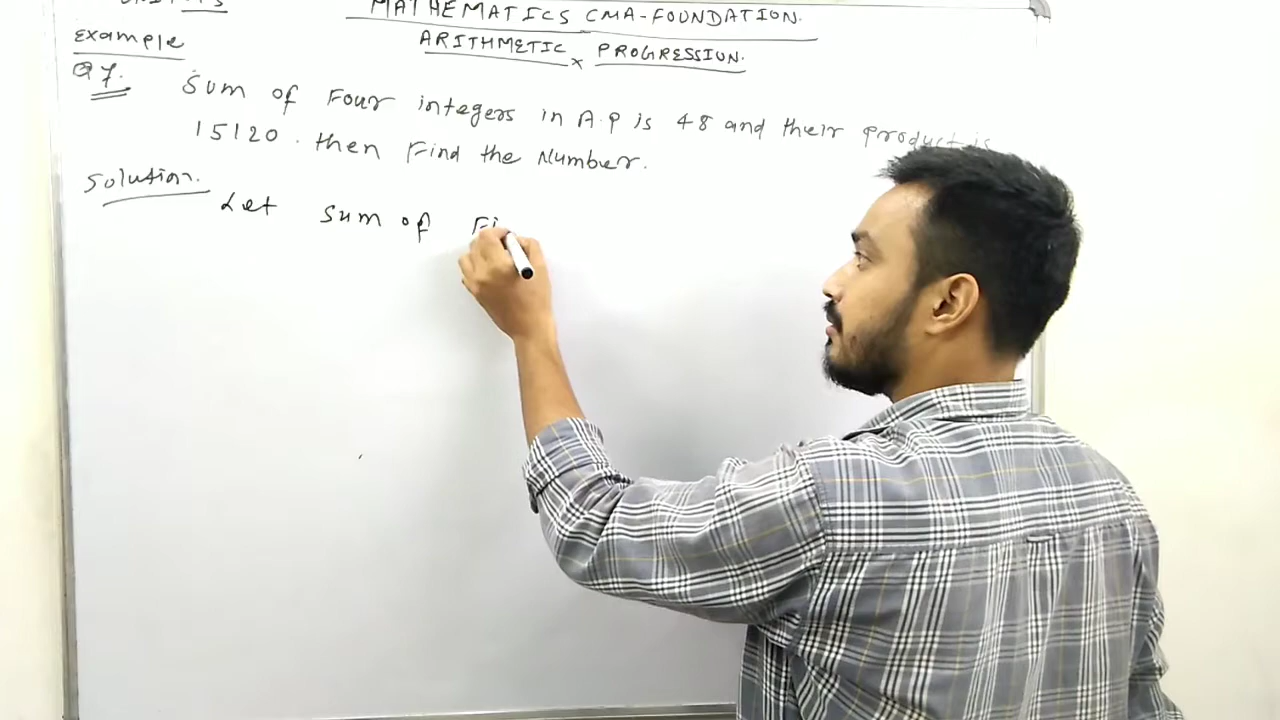 MATHEMATICS CMA-FOUNDATION.
Example
ARITHMETIC x PROGRESSION.
Q7. Sum of Four integers in A.P is 48 and their product is
15120. then Find the Number.
Solution.
Let sum of Fi